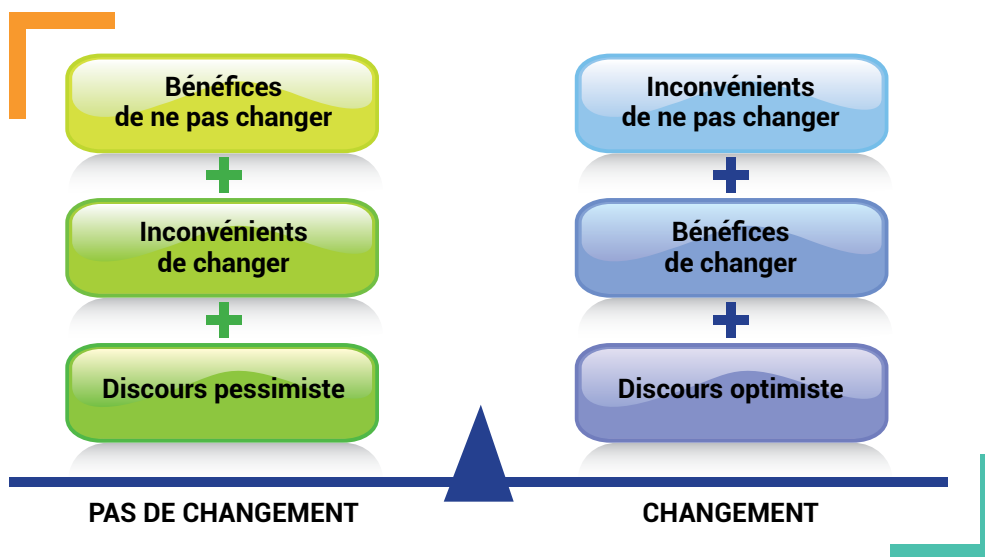 Bénéfices
de ne pas changer
Inconvénients
de changer
Discours pessimiste
PAS DE CHANGEMENT
Inconvénients
de ne pas changer
Bénéfices
de changer
Discours optimiste
CHANGEMENT